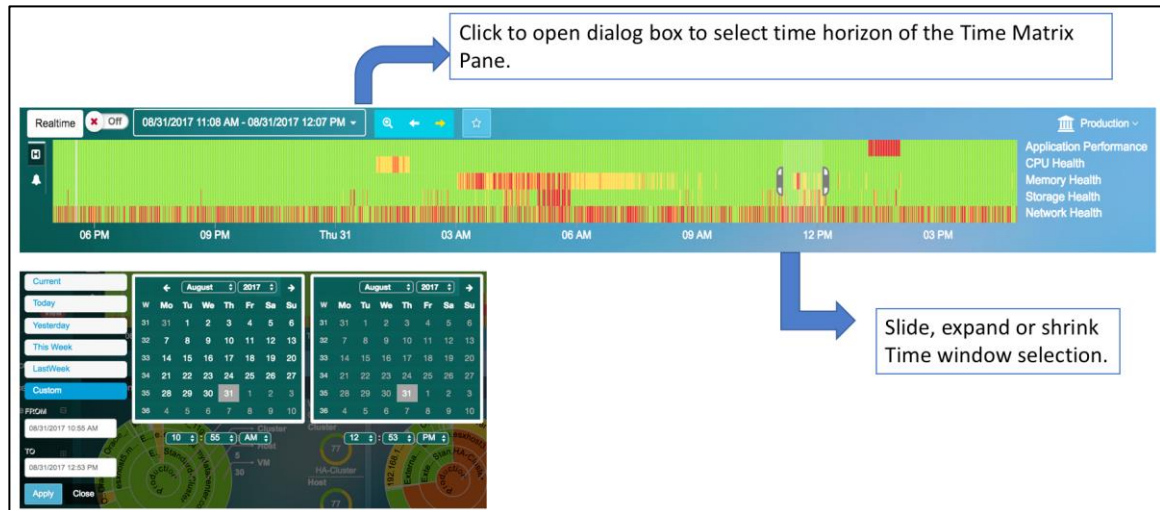 Click to open dialog box to select time horizon of the Time Matrix
Pane.
Realtime Off 08/31/2017 11:08 AM - 08/31/2017 12:07 PM Production
Application Performance
CPU Health
Memory Health
Storage Health
Network Health
06 PM 09 PM Thu 31 03 AM 06 AM 09 AM 12 PM 03 PM
Slide, expand or shrink
Time window selection.
Current
Today
Yesterday
This Week
LastWeek
Custom
FROM
08/31/2017 10:55 AM
TO
08/31/2017 12:53 PM
Apply Close
August 2017
W Mo Tu We Th Fr Sa Su
31 31 1 2 3 4 5 6
32 7 8 9 10 11 12 13
33 14 15 16 17 18 19 20
34 21 22 23 24 25 26 27
35 28 29 30 31 1 2 3
36 4 5 6 7 8 9 10
10 : 55 AM
August 2017
W Mo Tu We Th Fr Sa Su
31 31 1 2 3 4 5 6
32 7 8 9 10 11 12 13
33 14 15 16 17 18 19 20
34 21 22 23 24 25 26 27
35 28 29 30 31 1 2 3
36 4 5 6 7 8 9 10
12 : 53 PM
Cluster
Host
5
VM
30
Cluster
77
HA-Cluster
Host
77